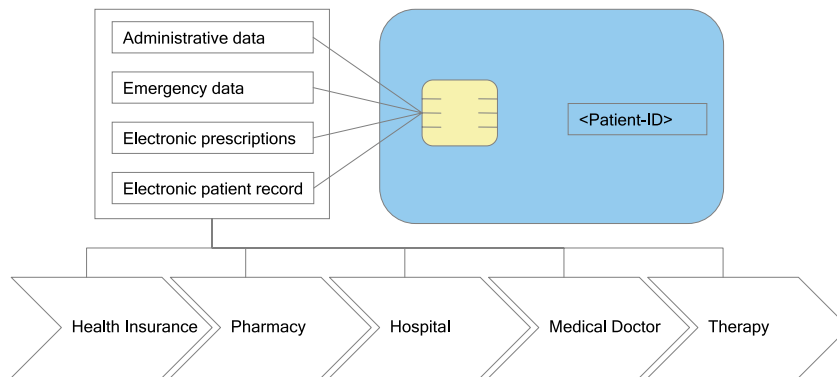 Administrative data
Emergency data
Electronic prescriptions
Electronic patient record
<Patient-ID>
Health Insurance
Pharmacy
Hospital
Medical Doctor
Therapy